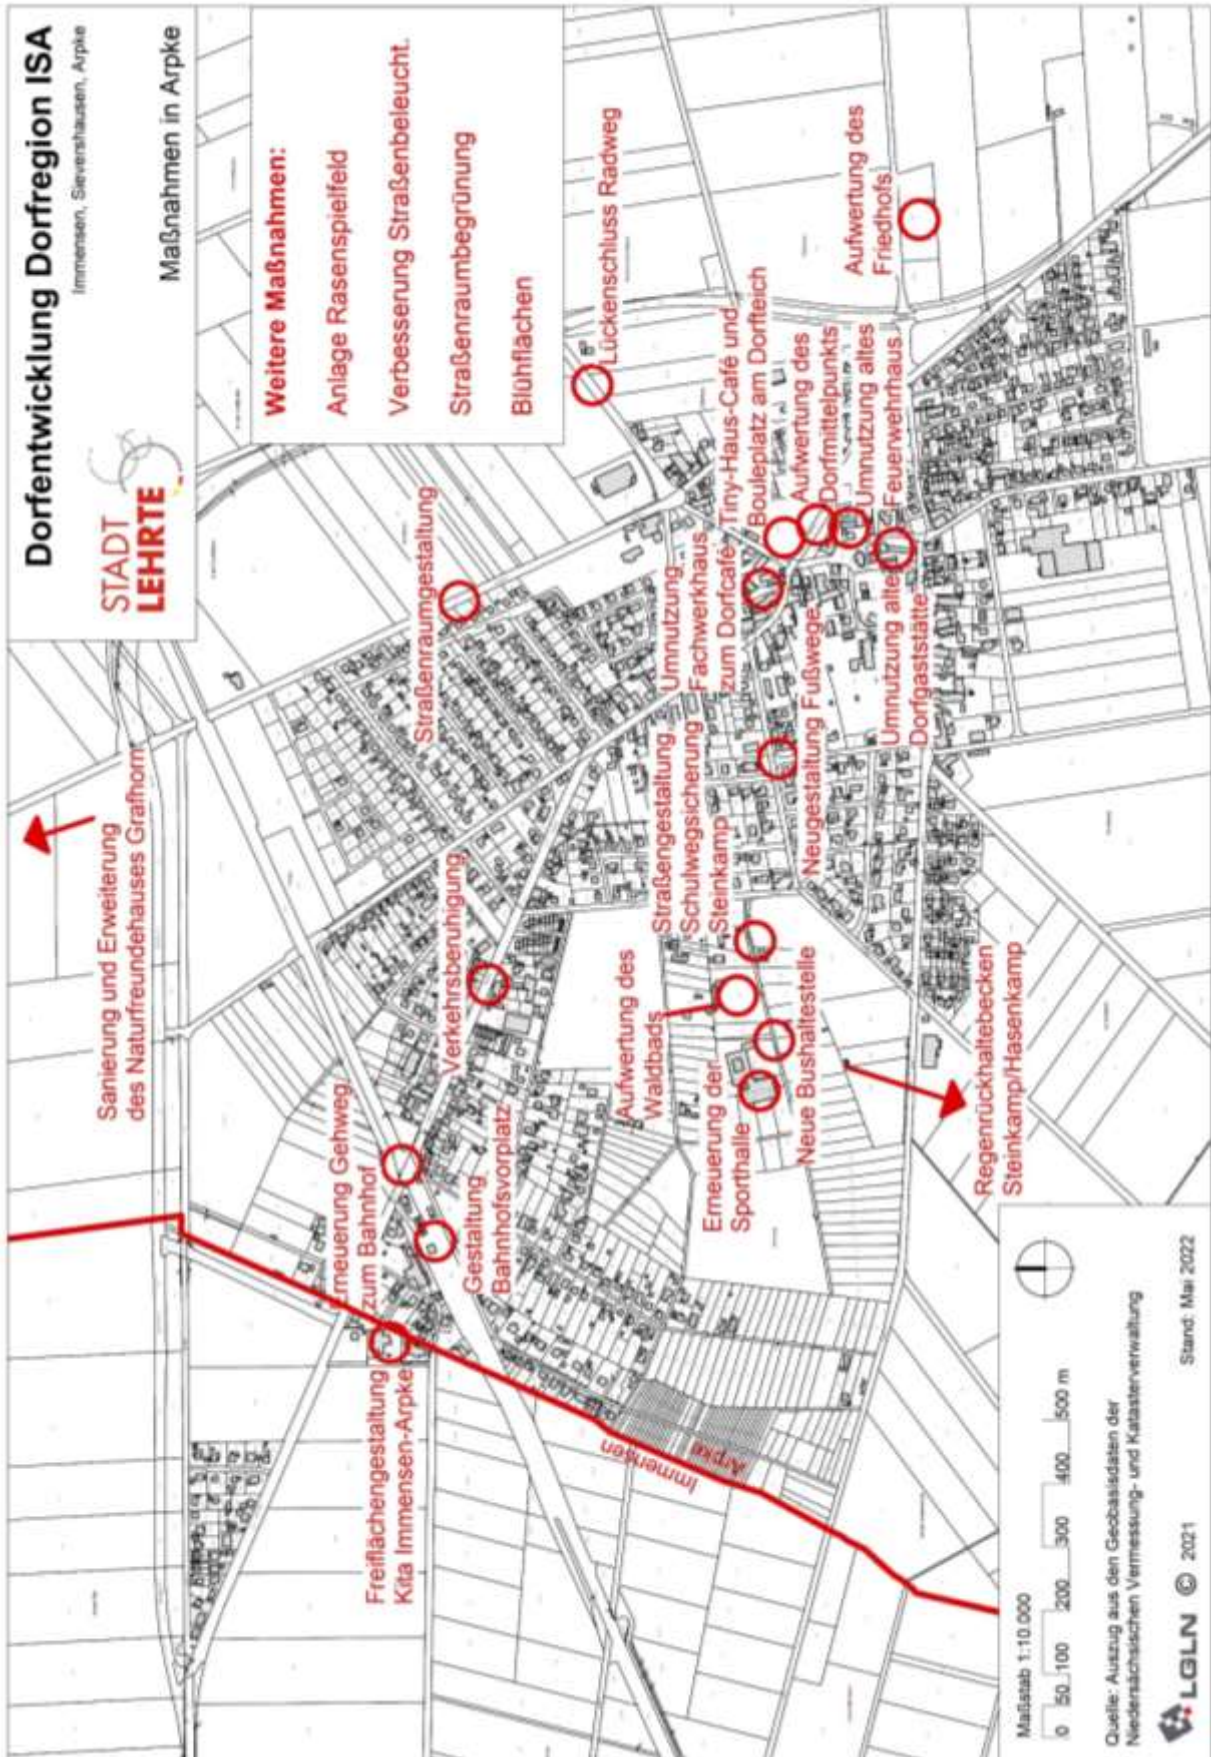 Dorfentwicklung Dorfregion ISA
Immensen, Sievershausen, Arpke
STADT
LEHRTE
Maßnahmen in Arpke
Weitere Maßnahmen:
Anlage Rasenspielfeld
Verbesserung Straßenbeleucht.
Straßenraumbegrünung
Blühflächen
Sanierung und Erweiterung
des Naturfreundehauses Grafhorn
Erneuerung Gehweg
zum Bahnhof
Freiflächengestaltung
Kita Immensen-Arpke
Gestaltung
Bahnhofsvorplatz
Verkehrsberuhigung
Straßenraumgestaltung
Lückenschluss Radweg
Aufwertung des
Waldbads
Erneuerung der
Sporthalle
Neue Bushaltestelle
Straßengestaltung
Schulwegsicherung
Steinkamp
Umnutzung
Fachwerkhaus
zum Dorfcafé
Tiny-Haus-Café und
Bouleplatz am Dorfteich
Aufwertung des
Dorfmittelpunkts
Umnutzung altes
Feuerwehrhaus
Aufwertung des
Friedhofs
Neugestaltung Fußwege
Umnutzung alte
Dorfgaststätte
Regenrückhaltebecken
Steinkamp/Hasenkamp
Immensen
Arpke
Maßstab 1:10.000
0 50 100 200 300 400 500 m
Quelle: Auszug aus den Geobasisdaten der
Niedersächsischen Vermessung- und Katasterverwaltung
LGLN © 2021
Stand: Mai 2022